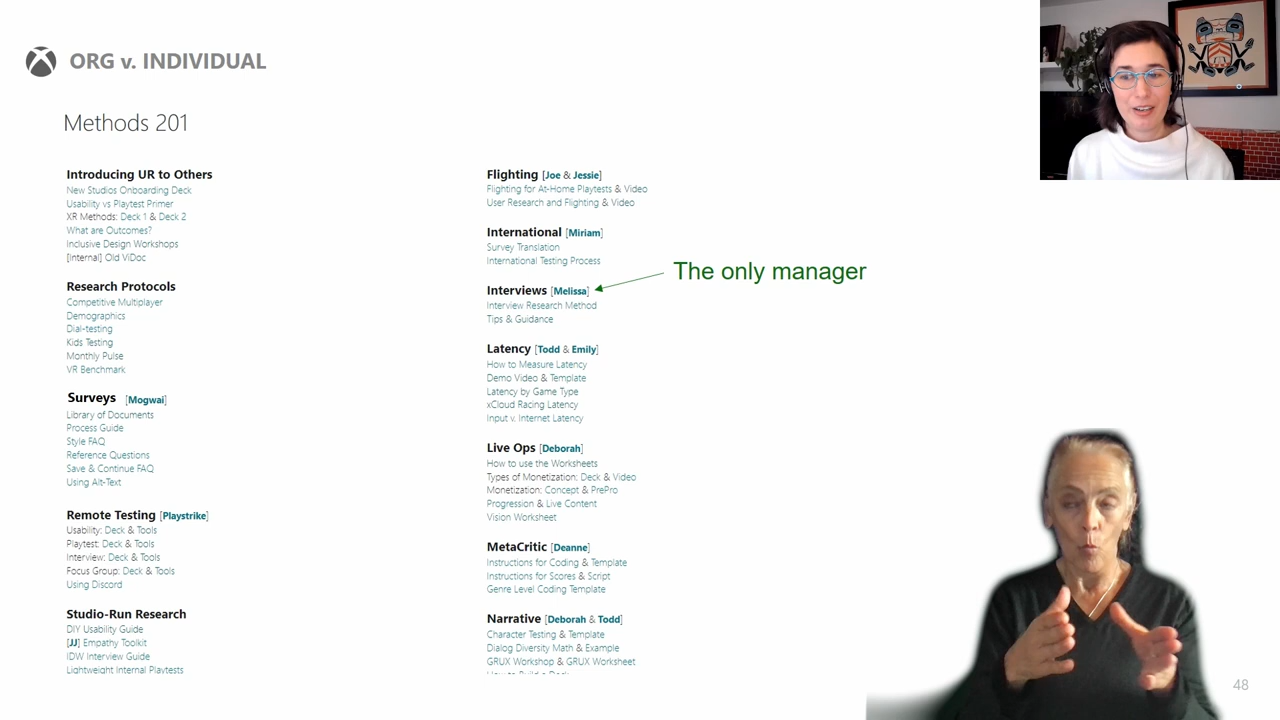 ORG v. INDIVIDUAL
Methods 201
Introducing UR to Others
New Studios Onboarding Deck
Usability vs Playtest Primer
XR Methods: Deck 1 & Deck 2
What are Outcomes?
Inclusive Design Workshops
[Internal] Old ViDoc
Research Protocols
Competitive Multiplayer
Demographics
Dial-testing
Kids Testing
Monthly Pulse
VR Benchmark
Surveys [Mogwai]
Library of Documents
Process Guide
Style FAQ
Reference Questions
Save & Continue FAQ
Using Alt-Text
Remote Testing [Playstrike]
Usability: Deck & Tools
Playtest: Deck & Tools
Interview: Deck & Tools
Focus Group: Deck & Tools
Using Discord
Studio-Run Research
DIY Usability Guide
[JJ] Empathy Toolkit
IDW Interview Guide
Lightweight Internal Playtests
Flighting [Joe & Jessie]
Flighting for At-Home Playtests & Video
User Research and Flighting & Video
International [Miriam]
Survey Translation
International Testing Process
Interviews [Melissa]
Interview Research Method
Tips & Guidance
The only manager
Latency [Todd & Emily]
How to Measure Latency
Demo Video & Template
Latency by Game Type
xCloud Racing Latency
Input v. Internet Latency
Live Ops [Deborah]
How to use the Worksheets
Types of Monetization: Deck & Video
Monetization: Concept & PrePro
Progression & Live Content
Vision Worksheet
MetaCritic [Deanne]
Instructions for Coding & Template
Instructions for Scores & Script
Genre Level Coding Template
Narrative [Deborah & Todd]
Character Testing & Template
Dialog Diversity Math & Example
GRUX Workshop & GRUX Worksheet
48